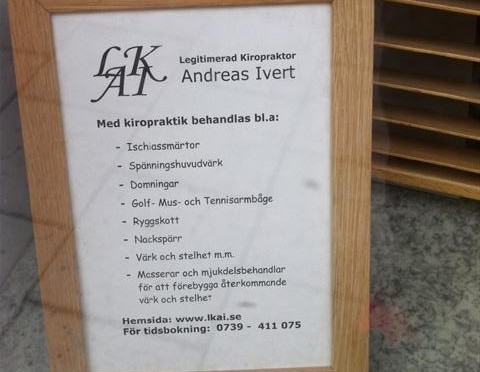 LKAI
Legitimerad Kiropraktor
Andreas Ivert
Med kiropraktik behandlas bl.a:
- Ischiassmärtor
- Spänningshuvudvärk
- Domningar
- Golf- Mus- och Tennisarmbåge
- Ryggskott
- Nackspärr
- Värk och stelhet m.m.
- Masserar och mjukdelsbehandlar
för att förebygga återkommande
värk och stelhet
Hemsida: www.lkai.se
För tidsbokning: 0739 - 411 075